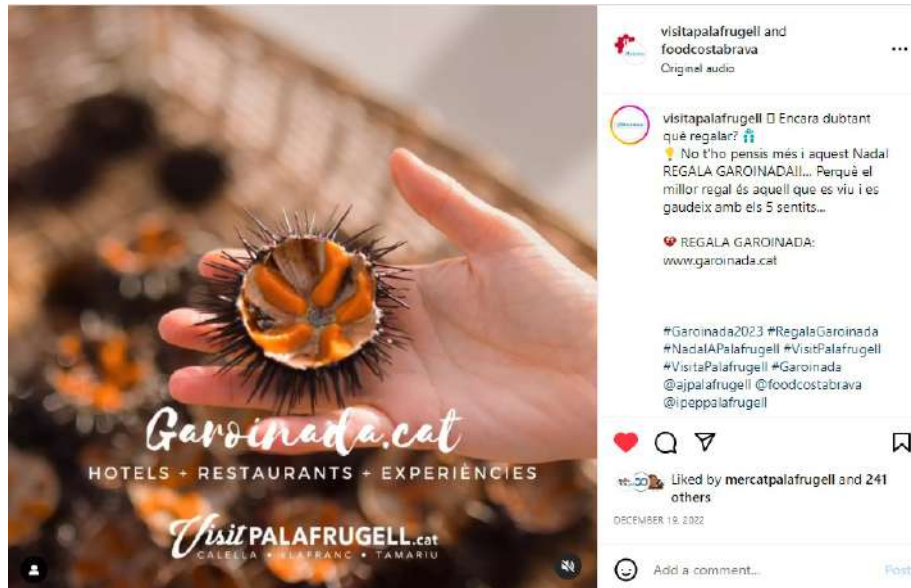 Garoinada.cat
HOTELS + RESTAURANTS + EXPERIÈNCIES
Visit PALAFRUGELL.cat
CALELLA • LLAFRANC • TAMARIU
visitapalafrugell and
foodcostabrava
Original audio
visitapalafrugell Encara dubtant
què regalar?
No t'ho pensis més i aquest Nadal
REGALA GAROINADA!!... Perquè el
millor regal és aquell que es viu i es
gaudeix amb els 5 sentits...
REGALA GAROINADA:
www.garoinada.cat
#Garoinada2023 #RegalaGaroinada
#NadalAPalafrugell #VisitPalafrugell
#VisitaPalafrugell #Garoinada
@ajpalafrugell @foodcostabrava
@ipeppalafrugell
Liked by mercatpalafrugell and 241
others
DECEMBER 19, 2022
Add a comment...
Post